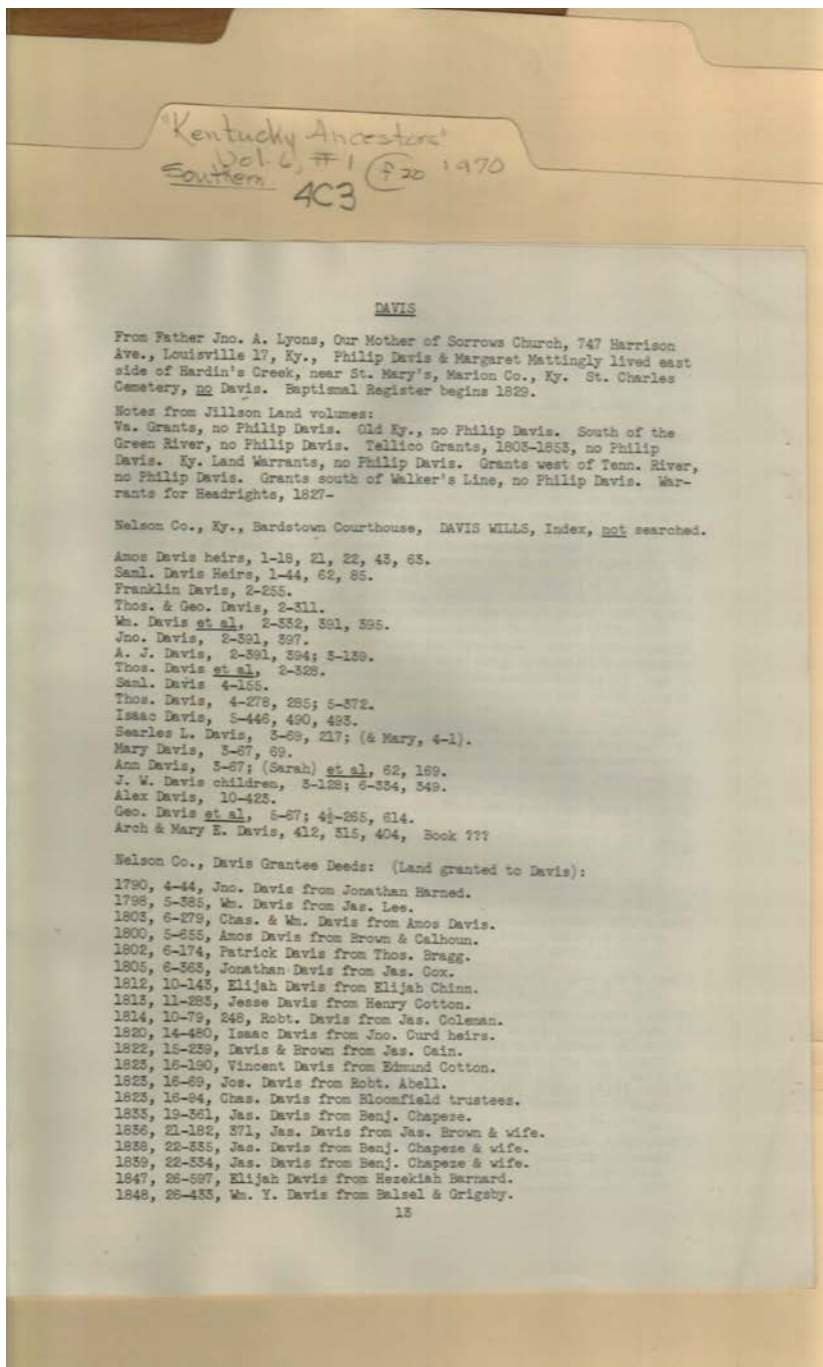 "Kentucky Ancestors"
Vol. 6, #1 p 20 1970
Southern
4C3
DAVIS
From Father Jno. A. Lyons, Our Mother of Sorrows Church, 747 Harrison
Ave., Louisville 17, Ky., Philip Davis & Margaret Mattingly lived east
side of Hardin's Creek, near St. Mary's, Marion Co., Ky. St. Charles
Cemetery, no Davis. Baptismal Register begins 1829.
Notes from Jillson Land volumes:
Va. Grants, no Philip Davis. Old Ky., no Philip Davis. South of the
Green River, no Philip Davis. Tellico Grants, 1803-1853, no Philip
Davis. Ky. Land Warrants, no Philip Davis. Grants west of Tenn. River,
no Philip Davis. Grants south of Walker's Line, no Philip Davis. War-
rants for Headrights, 1827-
Nelson Co., Ky., Bardstown Courthouse, DAVIS WILLS, Index, not searched.
Amos Davis heirs, 1-18, 21, 22, 43, 63.
Saml. Davis Heirs, 1-44, 62, 85.
Franklin Davis, 2-255.
Thos. & Geo. Davis, 2-311.
Wm. Davis et al, 2-332, 391, 395.
Jno. Davis, 2-391, 397.
A. J. Davis, 2-391, 394; 3-139.
Thos. Davis et al, 2-328.
Saml. Davis 4-155.
Thos. Davis, 4-278, 285; 5-372.
Isaac Davis, 5-446, 490, 493.
Searles L. Davis, 3-69, 217; (& Mary, 4-1).
Mary Davis, 3-67, 69.
Ann Davis, 3-67; (Sarah) et al, 62, 169.
J. W. Davis children, 3-128; 6-334, 349.
Alex Davis, 10-423.
Geo. Davis et al, 5-67; 4½-265, 614.
Arch & Mary E. Davis, 412, 315, 404, Book ???
Nelson Co., Davis Grantee Deeds: (Land granted to Davis):
1790, 4-44, Jno. Davis from Jonathan Harned.
1798, 5-385, Wm. Davis from Jas. Lee.
1803, 6-279, Chas. & Wm. Davis from Amos Davis.
1800, 5-655, Amos Davis from Brown & Calhoun.
1802, 6-174, Patrick Davis from Thos. Bragg.
1805, 6-363, Jonathan Davis from Jas. Cox.
1812, 10-143, Elijah Davis from Elijah Chinn.
1813, 11-283, Jesse Davis from Henry Cotton.
1814, 10-79, 248, Robt. Davis from Jas. Coleman.
1820, 14-480, Isaac Davis from Jno. Curd heirs.
1822, 15-239, Davis & Brown from Jas. Cain.
1823, 16-190, Vincent Davis from Edmund Cotton.
1823, 16-69, Jos. Davis from Robt. Abell.
1823, 16-94, Chas. Davis from Bloomfield trustees.
1833, 19-361, Jas. Davis from Benj. Chapeze.
1836, 21-182, 371, Jas. Davis from Jas. Brown & wife.
1838, 22-335, Jas. Davis from Benj. Chapeze & wife.
1839, 22-334, Jas. Davis from Benj. Chapeze & wife.
1847, 26-597, Elijah Davis from Hezekiah Barnard.
1848, 26-433, Wm. Y. Davis from Balsel & Grigsby.
13